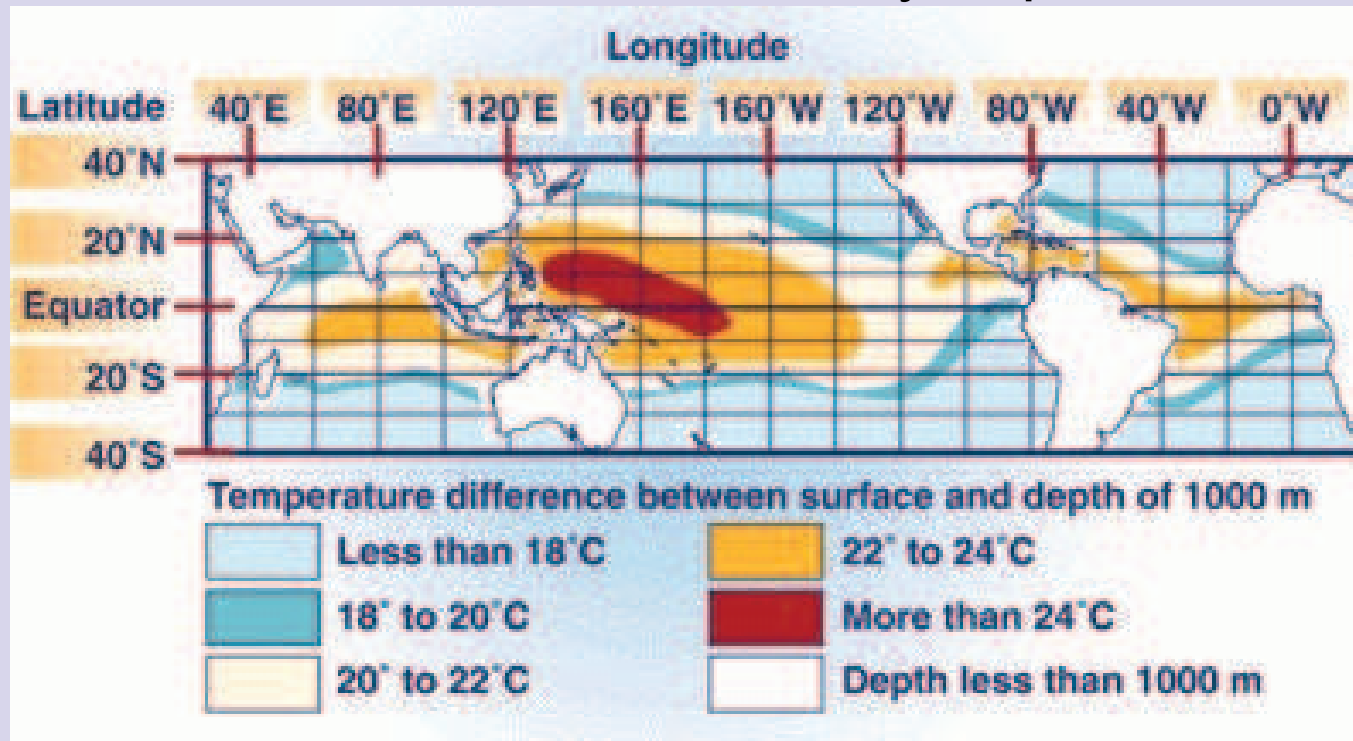 Longitude
Latitude 40°E 80°E 120°E 160°E 160°W 120°W 80°W 40°W 0°W
40°N
20°N
Equator
20°S
40°S
Temperature difference between surface and depth of 1000 m
Less than 18°C
18° to 20°C
20° to 22°C
22° to 24°C
More than 24°C
Depth less than 1000 m